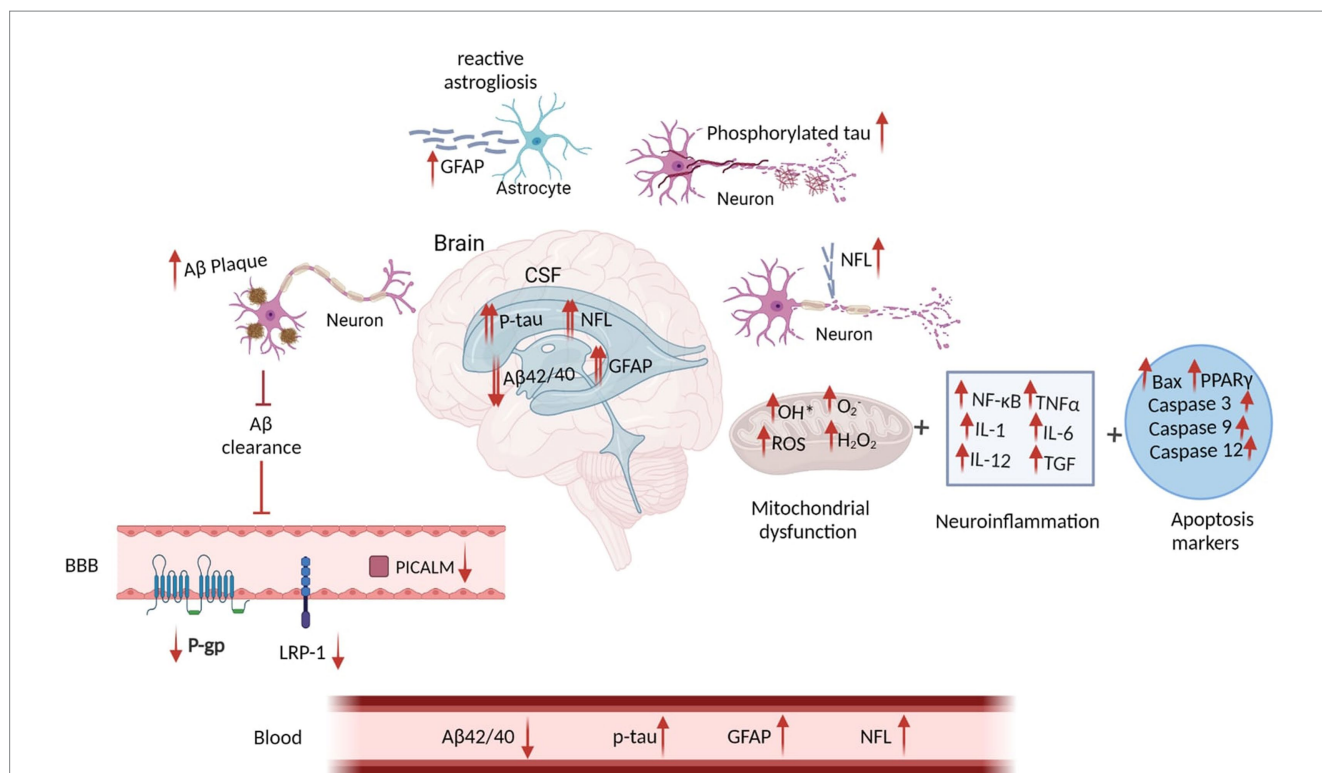 reactive
astrogliosis
GFAP
Astrocyte
Phosphorylated tau
Neuron
Brain
Aβ Plaque
Neuron
CSF
P-tau
NFL
Aβ42/40
GFAP
NFL
Neuron
Aβ
clearance
OH*
O₂⁻
ROS
H₂O₂
+
Mitochondrial
dysfunction
NF-κB
TNFα
IL-1
IL-6
IL-12
TGF
+
Neuroinflammation
Bax
PPARγ
Caspase 3
Caspase 9
Caspase 12
Apoptosis
markers
BBB
PICALM
P-gp
LRP-1
Blood
Aβ42/40
p-tau
GFAP
NFL